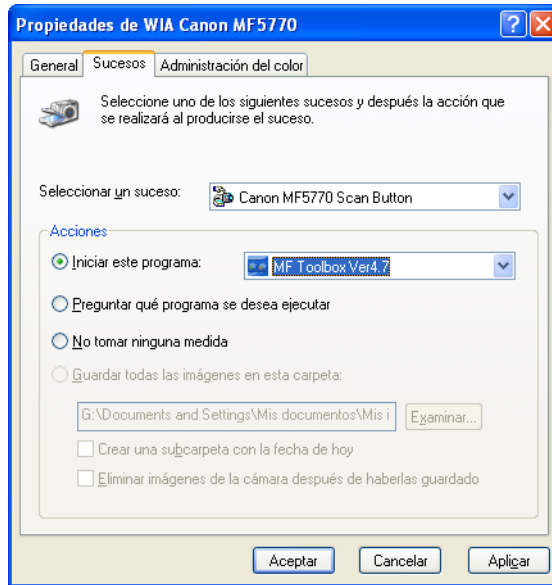 Propiedades de WIA Canon MF5770
General Sucesos Administración del color
Seleccione uno de los siguientes sucesos y después la acción que
se realizará al producirse el suceso.
Seleccionar un suceso: Canon MF5770 Scan Button
Acciones
Iniciar este programa: MF Toolbox Ver4.7
Preguntar qué programa se desea ejecutar
No tomar ninguna medida
Guardar todas las imágenes en esta carpeta:
G:\Documents and Settings\Mis documentos\Mis i Examinar...
Crear una subcarpeta con la fecha de hoy
Eliminar imágenes de la cámara después de haberlas guardado
Aceptar Cancelar Aplicar